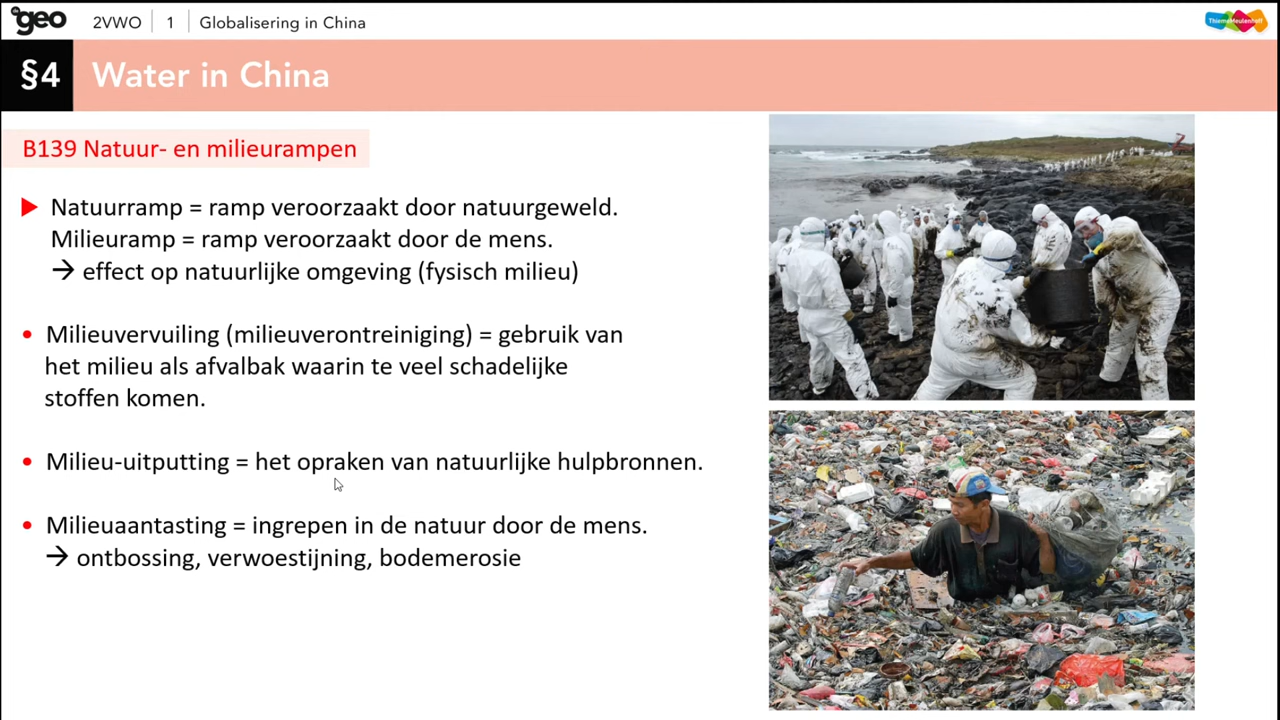 de geo 2VWO 1 Globalisering in China ThiemeMeulenhoff
§4 Water in China
B139 Natuur- en milieurampen
Natuurramp = ramp veroorzaakt door natuurgeweld.
Milieuramp = ramp veroorzaakt door de mens.
→ effect op natuurlijke omgeving (fysisch milieu)
• Milieuvervuiling (milieuverontreiniging) = gebruik van
het milieu als afvalbak waarin te veel schadelijke
stoffen komen.
• Milieu-uitputting = het opraken van natuurlijke hulpbronnen.
• Milieuaantasting = ingrepen in de natuur door de mens.
→ ontbossing, verwoestijning, bodemerosie